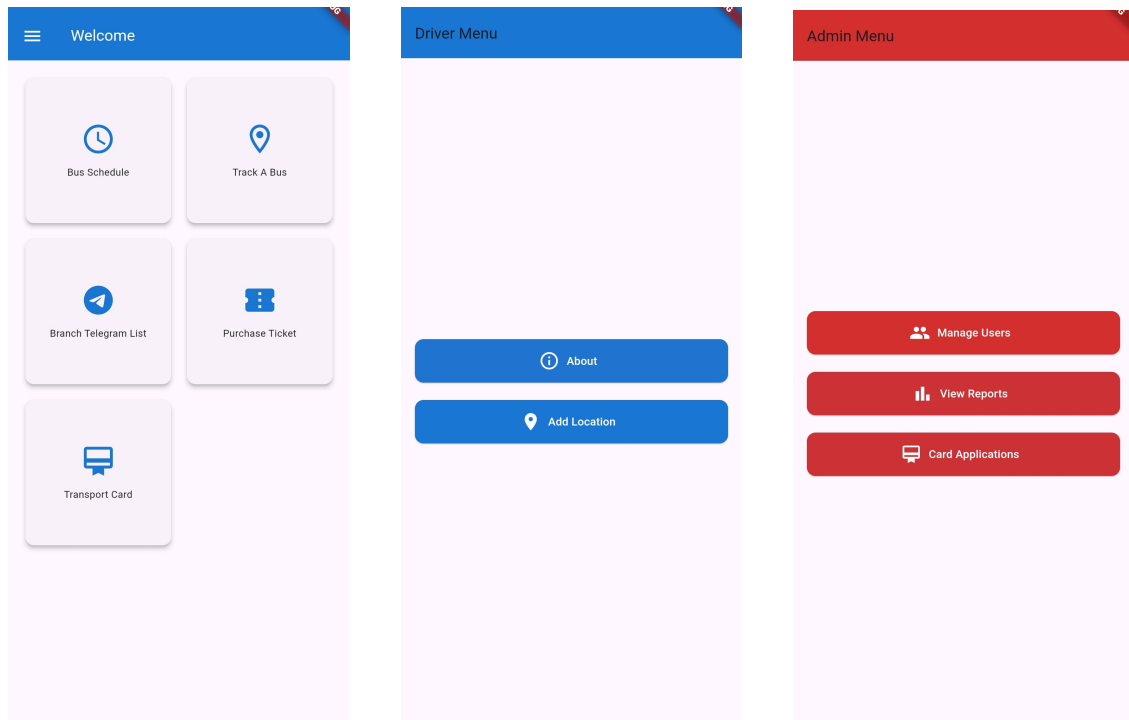 Welcome
Bus Schedule
Track A Bus
Branch Telegram List
Purchase Ticket
Transport Card
Driver Menu
About
Add Location
Admin Menu
Manage Users
View Reports
Card Applications